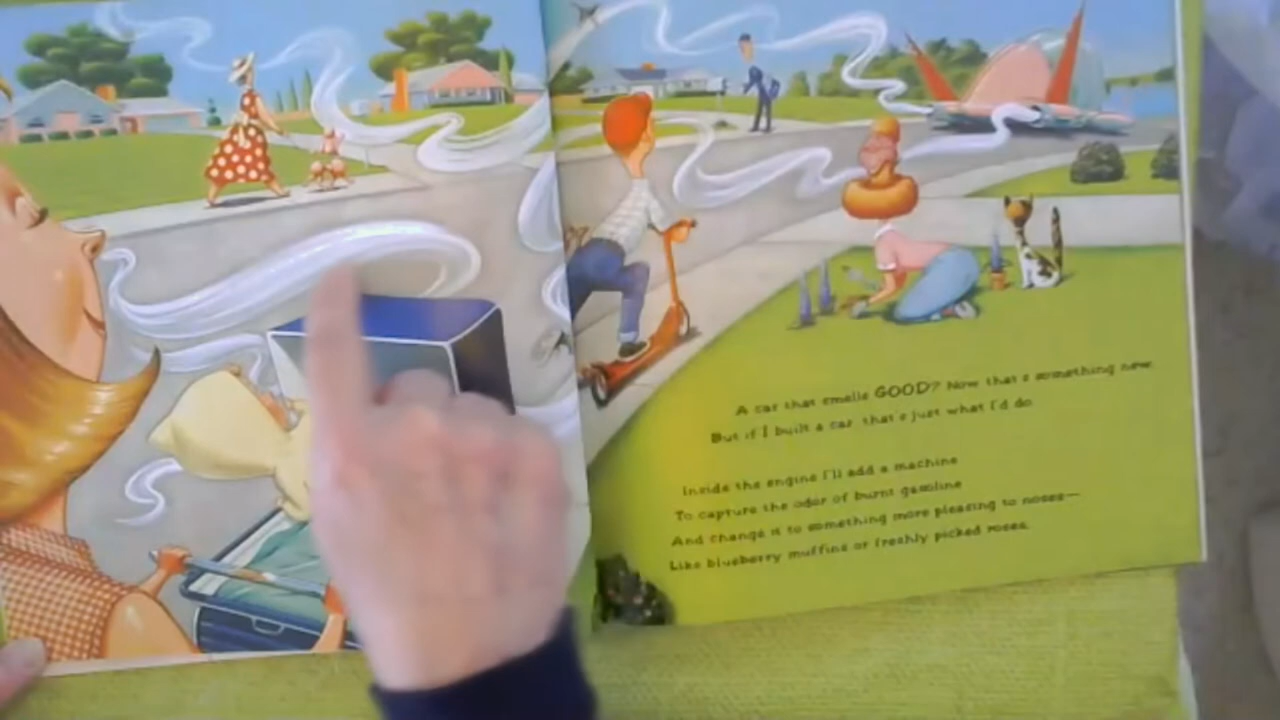 A car that smells GOOD? Now that's something new.
But if I built a car, that's just what I'd do.
Inside the engine I'll add a machine
To capture the odor of burnt gasoline
And change it to something more pleasing to noses—
Like blueberry muffins or freshly picked roses.